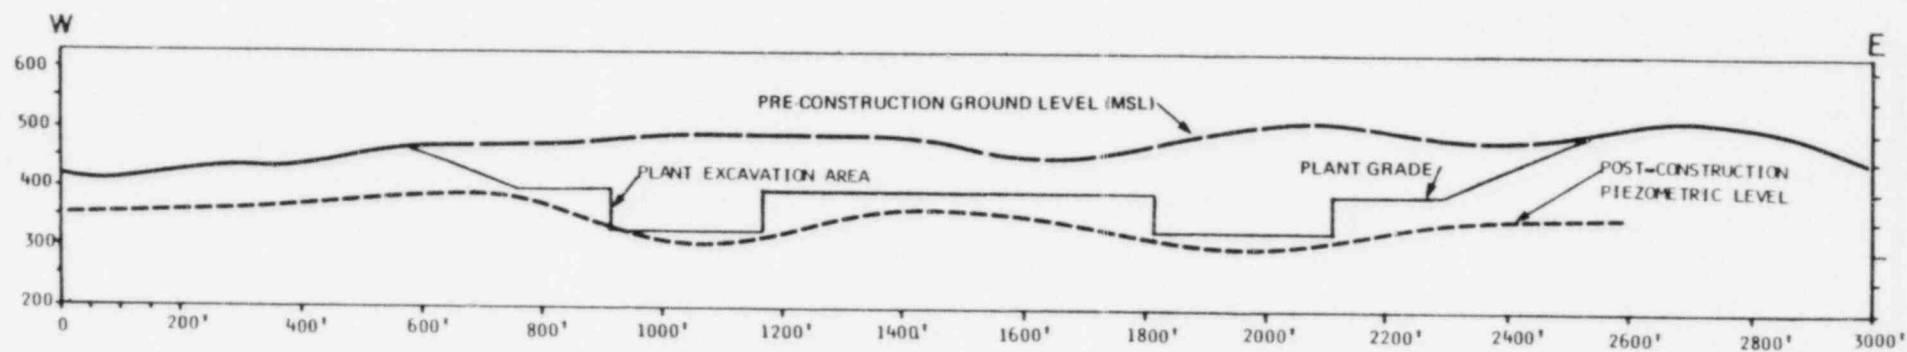 W
E
600
500
400
300
200
PRE-CONSTRUCTION GROUND LEVEL (MSL)
PLANT EXCAVATION AREA
PLANT GRADE
POST-CONSTRUCTION
PIEZOMETRIC LEVEL
0 200' 400' 600' 800' 1000' 1200' 1400' 1600' 1800' 2000' 2200' 2400' 2600' 2800' 3000'